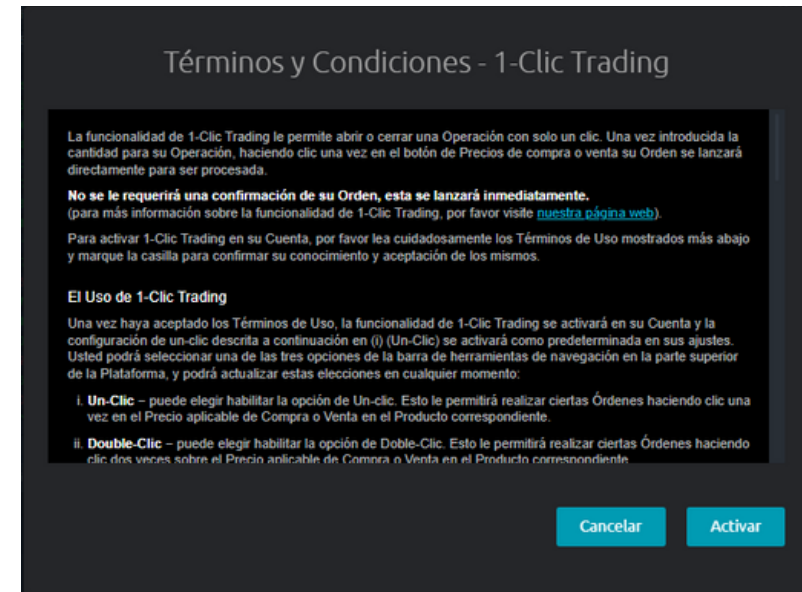 Términos y Condiciones - 1-Clic Trading
La funcionalidad de 1-Clic Trading le permite abrir o cerrar una Operación con solo un clic. Una vez introducida la
cantidad para su Operación, haciendo clic una vez en el botón de Precios de compra o venta su Orden se lanzará
directamente para ser procesada.
No se le requerirá una confirmación de su Orden, esta se lanzará inmediatamente.
(para más información sobre la funcionalidad de 1-Clic Trading, por favor visite nuestra página web).
Para activar 1-Clic Trading en su Cuenta, por favor lea cuidadosamente los Términos de Uso mostrados más abajo
y marque la casilla para confirmar su conocimiento y aceptación de los mismos.
El Uso de 1-Clic Trading
Una vez haya aceptado los Términos de Uso, la funcionalidad de 1-Clic Trading se activará en su Cuenta y la
configuración de un-clic descrita a continuación en (i) (Un-Clic) se activará como predeterminada en sus ajustes.
Usted podrá seleccionar una de las tres opciones de la barra de herramientas de navegación en la parte superior
de la Plataforma, y podrá actualizar estas elecciones en cualquier momento:
i. Un-Clic – puede elegir habilitar la opción de Un-clic. Esto le permitirá realizar ciertas Órdenes haciendo clic una
vez en el Precio aplicable de Compra o Venta en el Producto correspondiente.
ii. Double-Clic – puede elegir habilitar la opción de Doble-Clic. Esto le permitirá realizar ciertas Órdenes haciendo
clic dos veces sobre el Precio aplicable de Compra o Venta en el Producto correspondiente.
Cancelar
Activar